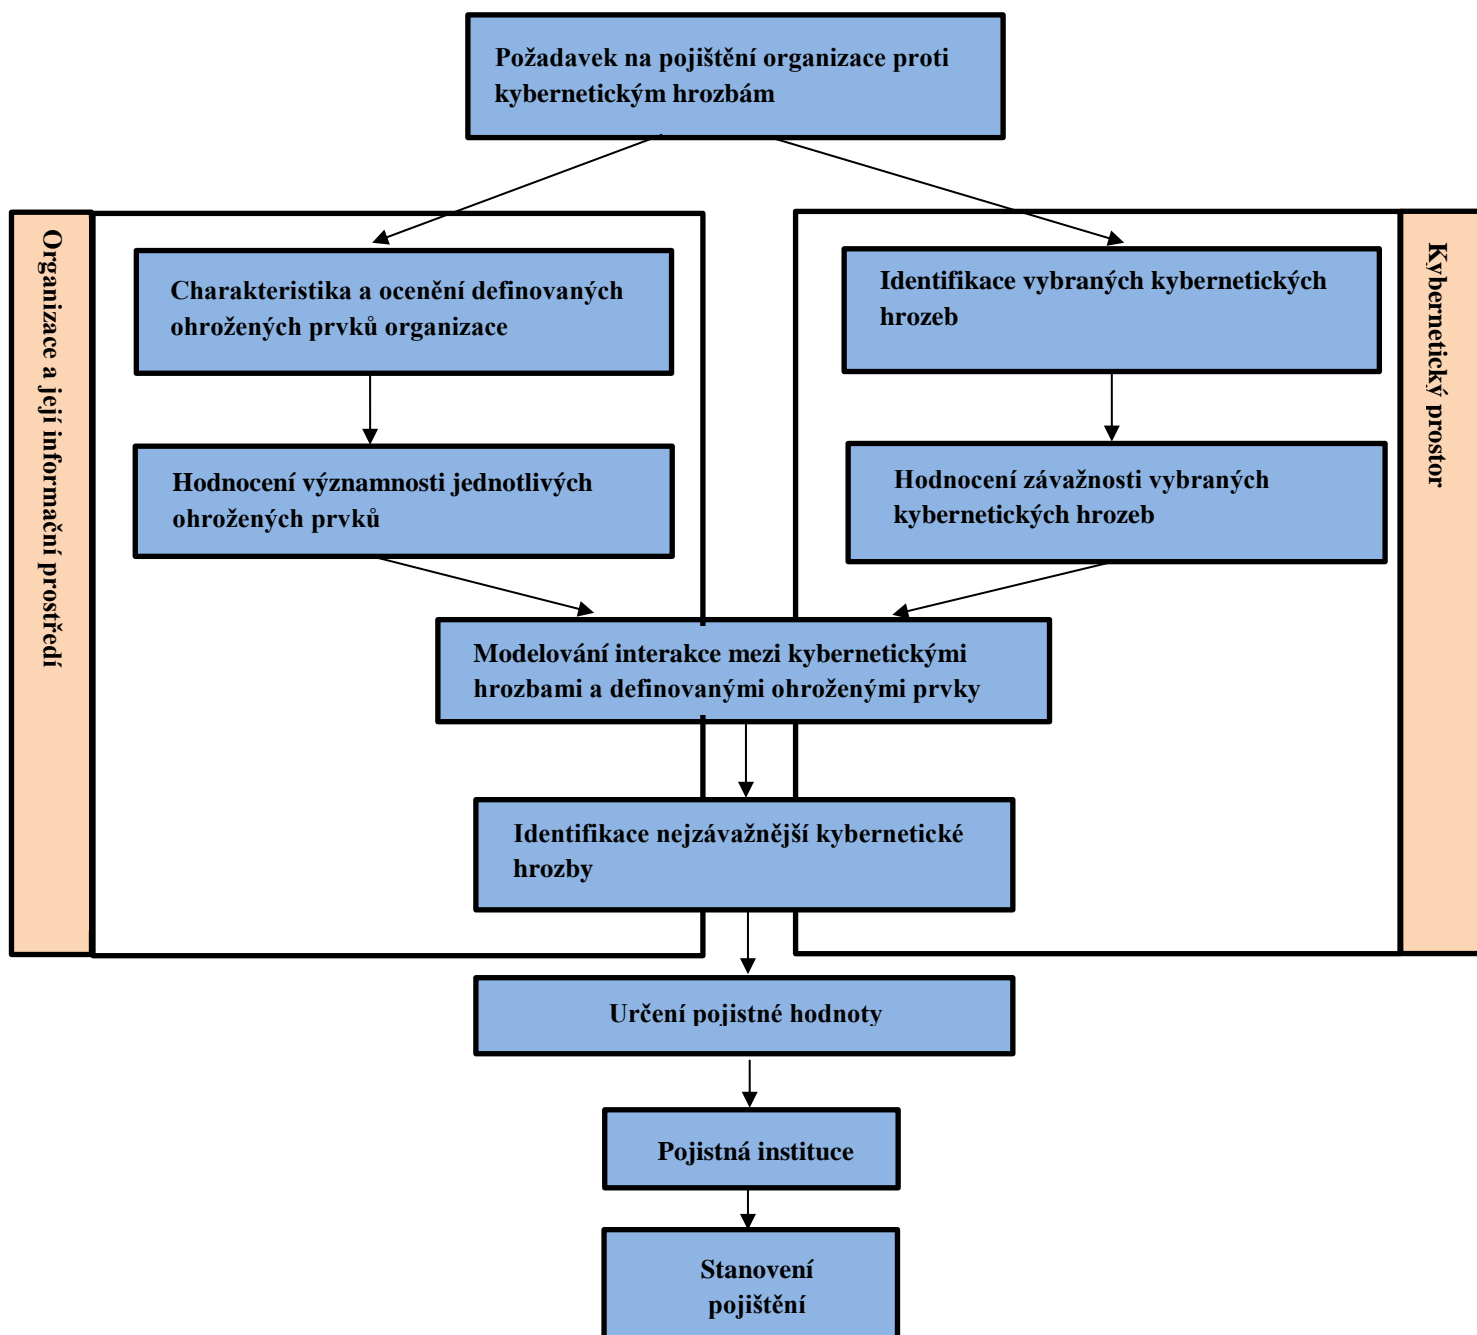 Požadavek na pojištění organizace proti
kybernetickým hrozbám
Organizace a její informační prostředí
Charakteristika a ocenění definovaných
ohrožených prvků organizace
Identifikace vybraných kybernetických
hrozeb
Kybernetický prostor
Hodnocení významnosti jednotlivých
ohrožených prvků
Hodnocení závažnosti vybraných
kybernetických hrozeb
Modelování interakce mezi kybernetickými
hrozbami a definovanými ohroženými prvky
Identifikace nejzávažnější kybernetické
hrozby
Určení pojistné hodnoty
Pojistná instituce
Stanovení
pojištění